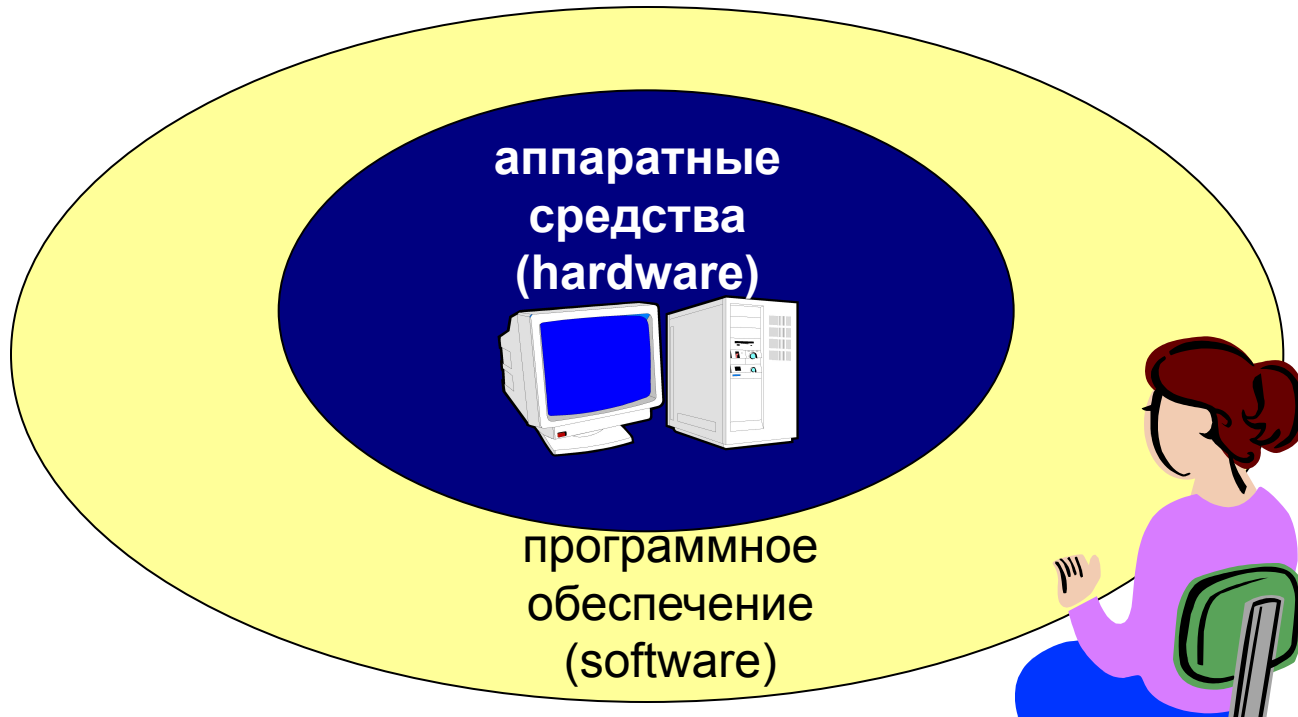 аппаратные
средства
(hardware)
программное
обеспечение
(software)